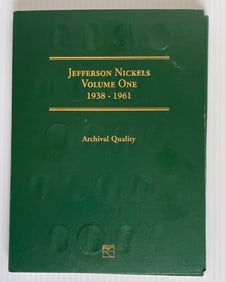 JEFFERSON NICKELS
VOLUME ONE
1938 - 1961
Archival Quality